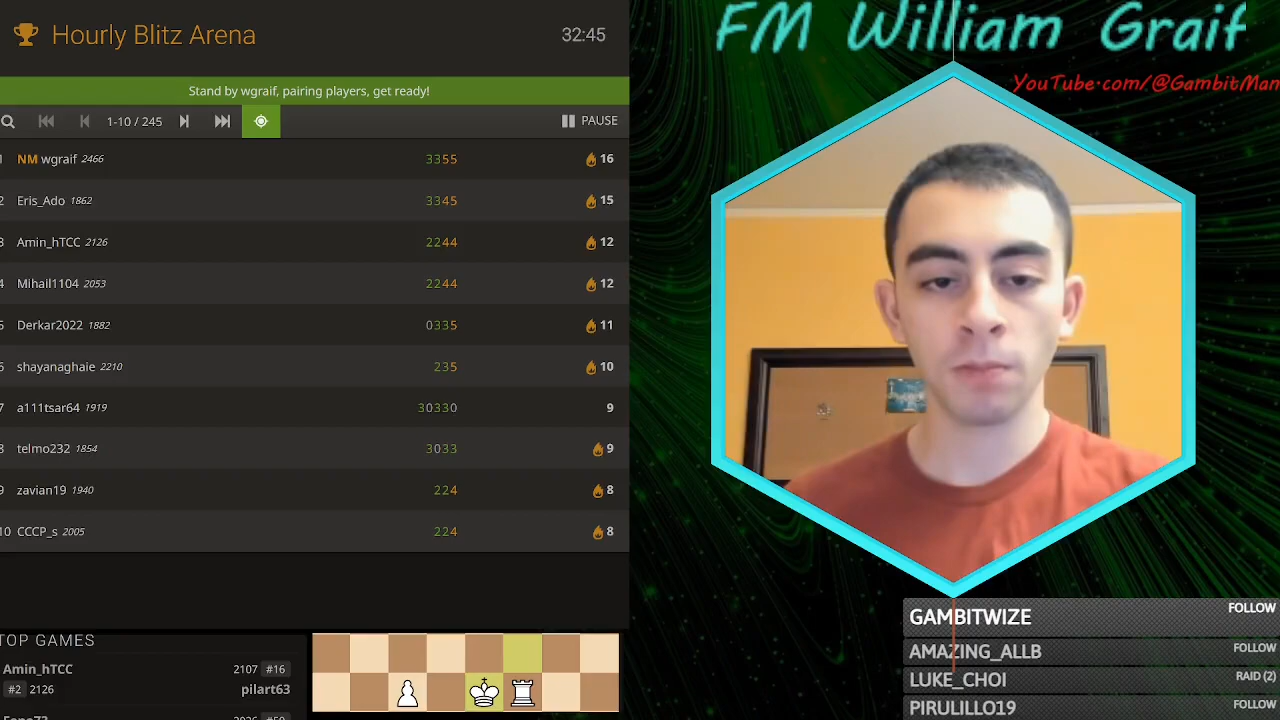 Hourly Blitz Arena
32:45
Stand by wgraif, pairing players, get ready!
1-10 / 245
PAUSE
1 NM wgraif 2466 3355 16
2 Eris_Ado 1862 3345 15
3 Amin_hTCC 2126 2244 12
4 Mihail1104 2053 2244 12
5 Derkar2022 1882 0335 11
6 shayanaghaie 2210 235 10
7 a111tsar64 1919 30330 9
8 telmo232 1854 3033 9
9 zavian19 1940 224 8
10 CCCP_s 2005 224 8
TOP GAMES
Amin_hTCC 2107 #16
#2 2126 pilart63
FM William Graif
YouTube.com/@GambitMan
GAMBITWIZE FOLLOW
AMAZING_ALLB FOLLOW
LUKE_CHOI RAID (2)
PIRULILLO19 FOLLOW